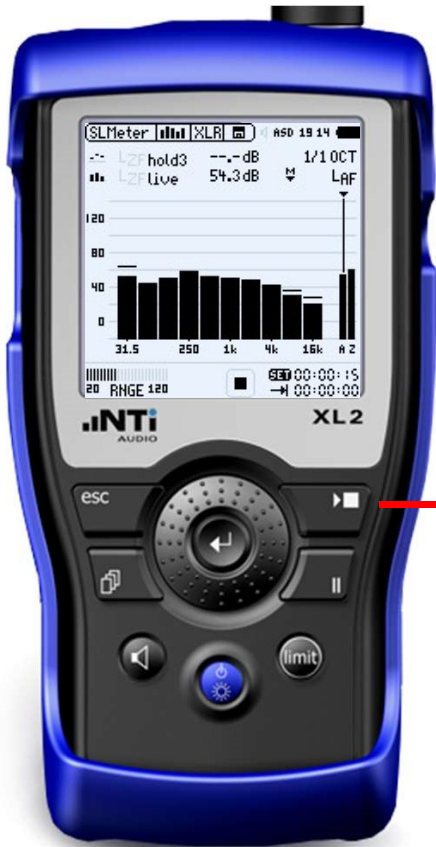 SLMeter XLR ASD 19 14
LZF hold3 --.-dB 1/1 OCT
LZF live 54.3dB M LAF
120
80
40
0
31.5 250 1k 4k 16k A Z
20 RNGE 120 SET 00:00:15
00:00:00
NTi XL2
AUDIO
esc
limit